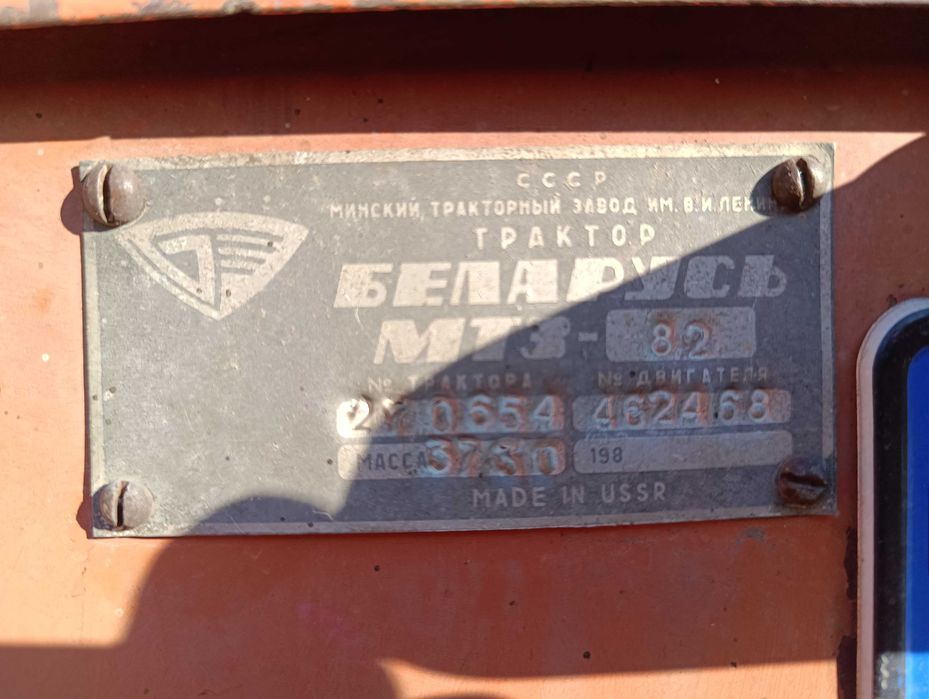 СССР
МИНСКИЙ ТРАКТОРНЫЙ ЗАВОД ИМ. В.И.ЛЕНИНА
ТРАКТОР
БЕЛАРУСЬ
МТЗ-82
№ ТРАКТОРА № ДВИГАТЕЛЯ
462468
МАССА 3730 198
MADE IN USSR